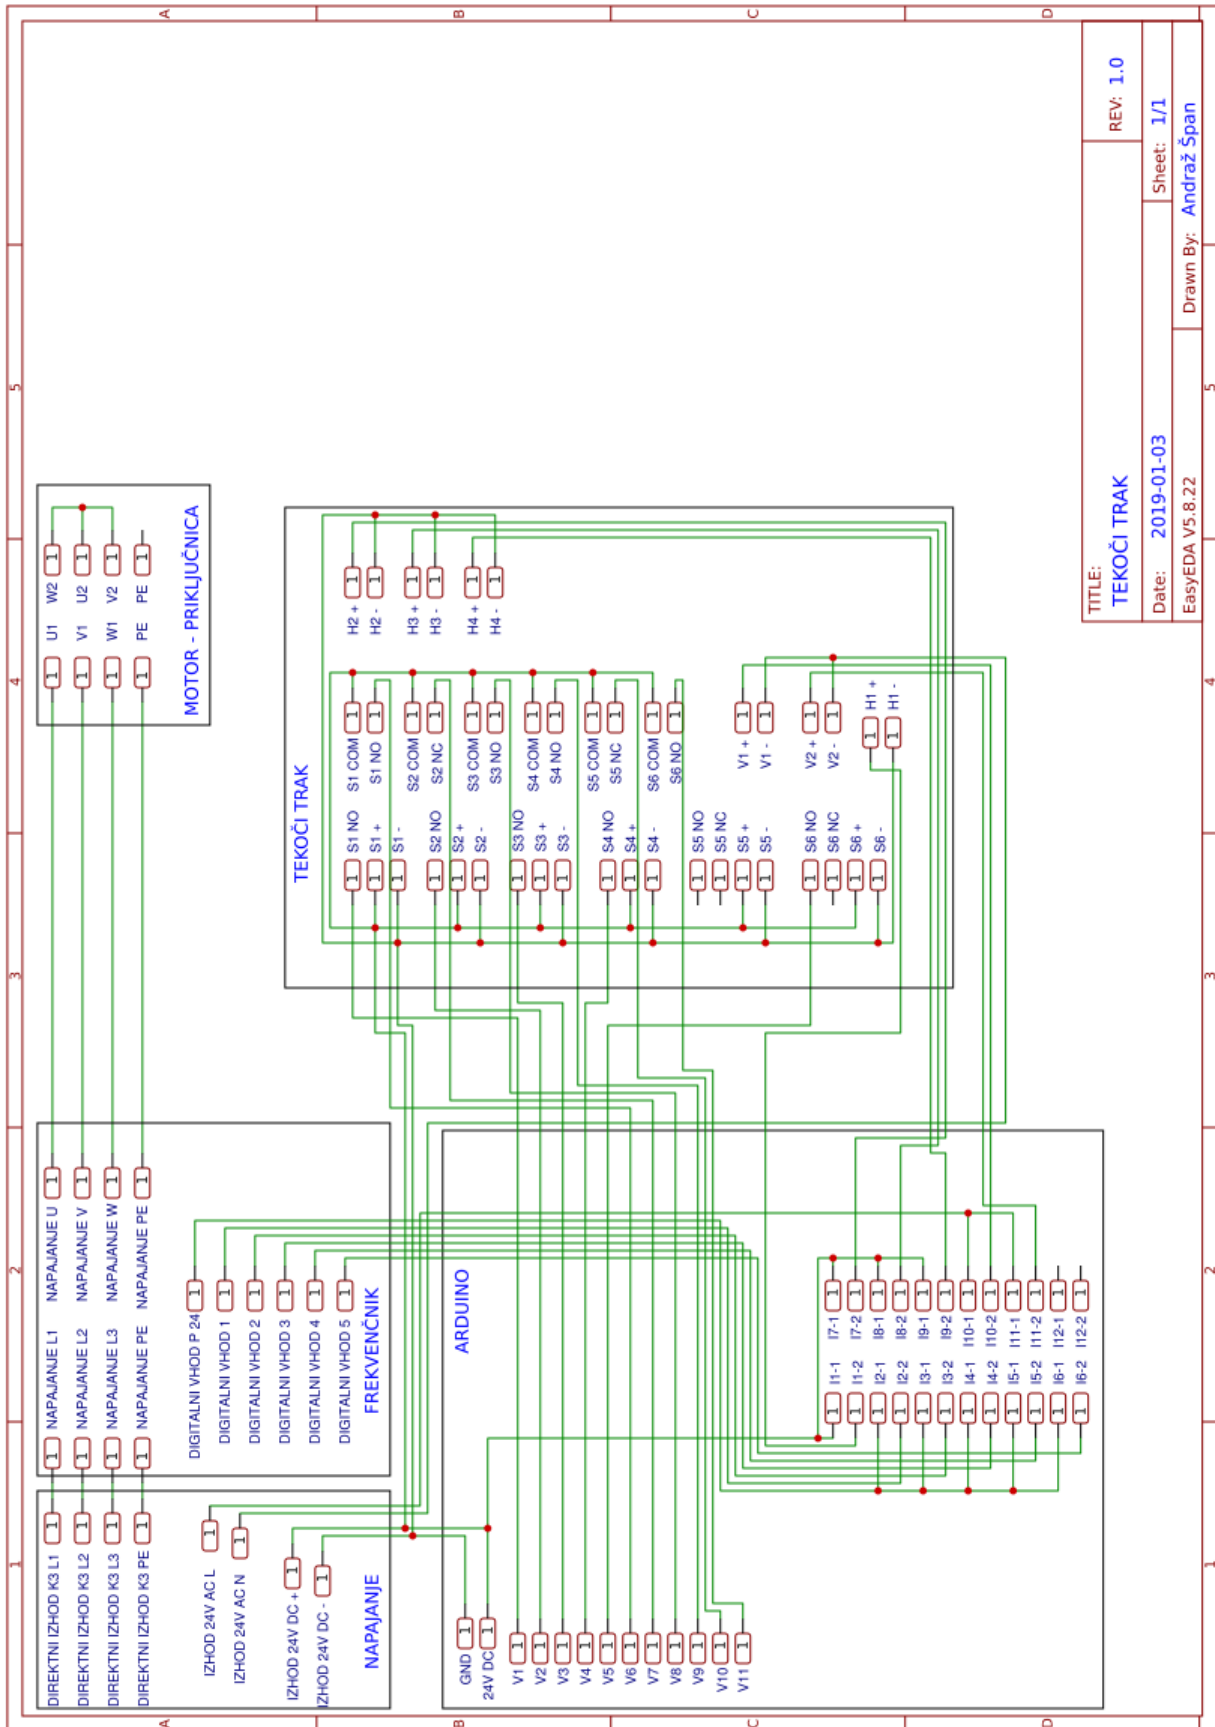 1
2
3
4
5
A
B
C
D
DIREKTNI IZHOD K3 L1
DIREKTNI IZHOD K3 L2
DIREKTNI IZHOD K3 L3
DIREKTNI IZHOD K3 PE
IZHOD 24V AC L
IZHOD 24V AC N
IZHOD 24V DC +
IZHOD 24V DC -
NAPAJANJE
NAPAJANJE L1
NAPAJANJE L2
NAPAJANJE L3
NAPAJANJE PE
NAPAJANJE U
NAPAJANJE V
NAPAJANJE W
NAPAJANJE PE
DIGITALNI VHOD P 24
DIGITALNI VHOD 1
DIGITALNI VHOD 2
DIGITALNI VHOD 3
DIGITALNI VHOD 4
DIGITALNI VHOD 5
FREKVENČNIK
U1 W2
V1 U2
W1 V2
PE PE
MOTOR - PRIKLJUČNICA
ARDUINO
GND
24V DC
V1
V2
V3
V4
V5
V6
V7
V8
V9
V10
V11
I1-1 I7-1
I1-2 I7-2
I2-1 I8-1
I2-2 I8-2
I3-1 I9-1
I3-2 I9-2
I4-1 I10-1
I4-2 I10-2
I5-1 I11-1
I5-2 I11-2
I6-1 I12-1
I6-2 I12-2
TEKOČI TRAK
S1 NO
S1 +
S1 -
S2 NO
S2 +
S2 -
S3 NO
S3 +
S3 -
S4 NO
S4 +
S4 -
S5 NO
S5 NC
S5 +
S5 -
S6 NO
S6 NC
S6 +
S6 -
S1 COM
S1 NO
S2 COM
S2 NC
S3 COM
S3 NO
S4 COM
S4 NO
S5 COM
S5 NC
S6 COM
S6 NO
V1 +
V1 -
V2 +
V2 -
H1 +
H1 -
H2 +
H2 -
H3 +
H3 -
H4 +
H4 -
TITLE:
TEKOČI TRAK
REV: 1.0
Date: 2019-01-03
Sheet: 1/1
EasyEDA V5.8.22
Drawn By: Andraž Špan
1
2
3
4
5
A
B
C
D